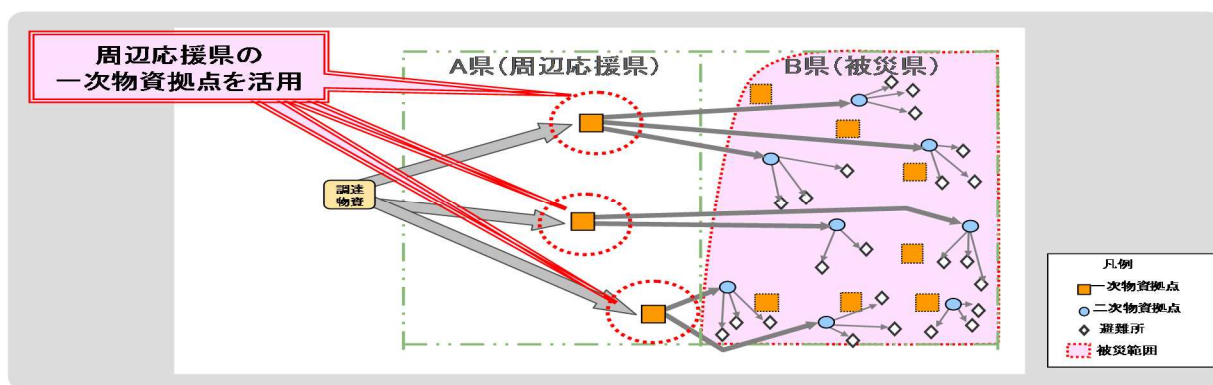 周辺応援県の
一次物資拠点を活用
A県(周辺応援県)
B県(被災県)
調達
物資
凡例
一次物資拠点
二次物資拠点
避難所
被災範囲